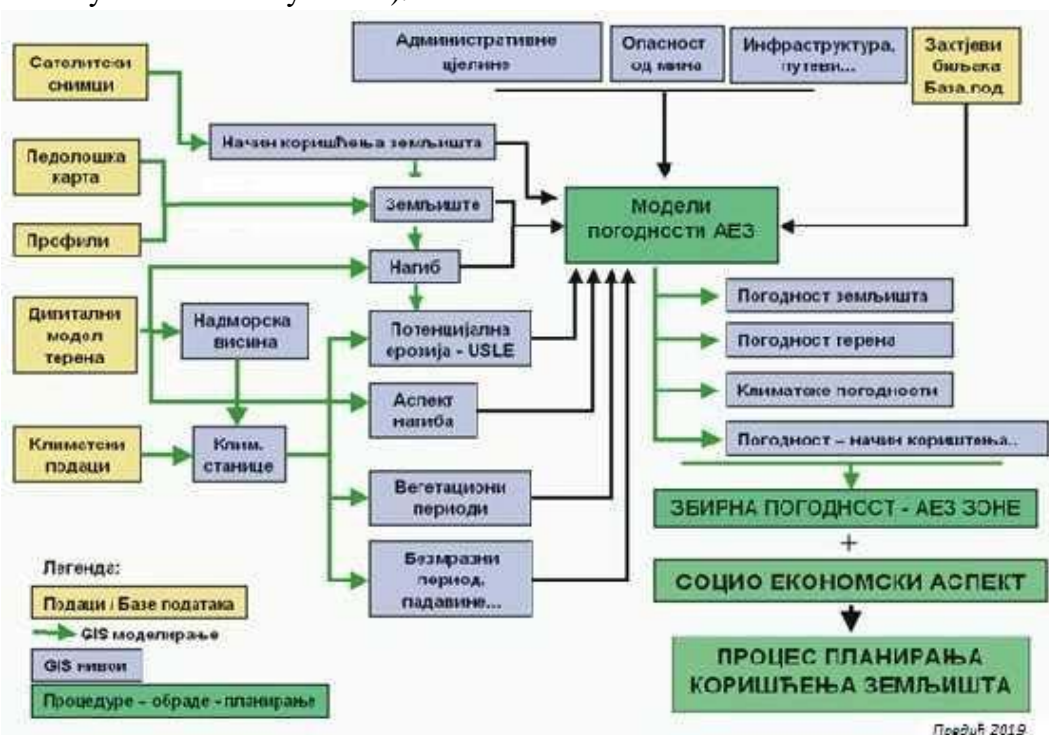 Административне
цјелине
Опасност
од мина
Инфраструктура,
путеви...
Захтјеви
биљака
База под.
Сателитски
снимци
Начин коришћења земљишта
Педолошка
карта
Земљиште
Модели
погодности АЕЗ
Профили
Нагиб
Дигитални
модел
терена
Надморска
висина
Потенцијална
ерозија - USLE
Погодност земљишта
Погодност терена
Аспект
нагиба
Климатске погодности
Климатски
подаци
Клим.
станице
Погодност – начин кориштења..
Вегетациони
периоди
ЗБИРНА ПОГОДНОСТ - АЕЗ ЗОНЕ
+
Безмразни
период,
падавине...
СОЦИО ЕКОНОМСКИ АСПЕКТ
ПРОЦЕС ПЛАНИРАЊА
КОРИШЋЕЊА ЗЕМЉИШТА
Легенда:
Подаци / Базе података
GIS моделирање
GIS нивои
Процедуре – обраде - планирање
2019